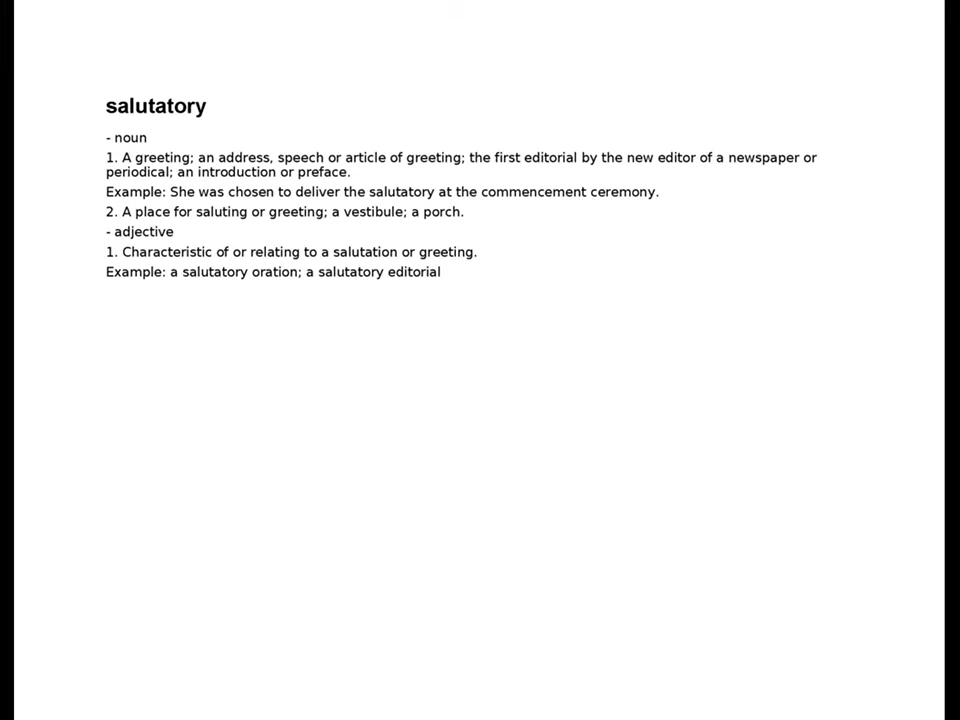 salutatory
- noun
1. A greeting; an address, speech or article of greeting; the first editorial by the new editor of a newspaper or
periodical; an introduction or preface.
Example: She was chosen to deliver the salutatory at the commencement ceremony.
2. A place for saluting or greeting; a vestibule; a porch.
- adjective
1. Characteristic of or relating to a salutation or greeting.
Example: a salutatory oration; a salutatory editorial